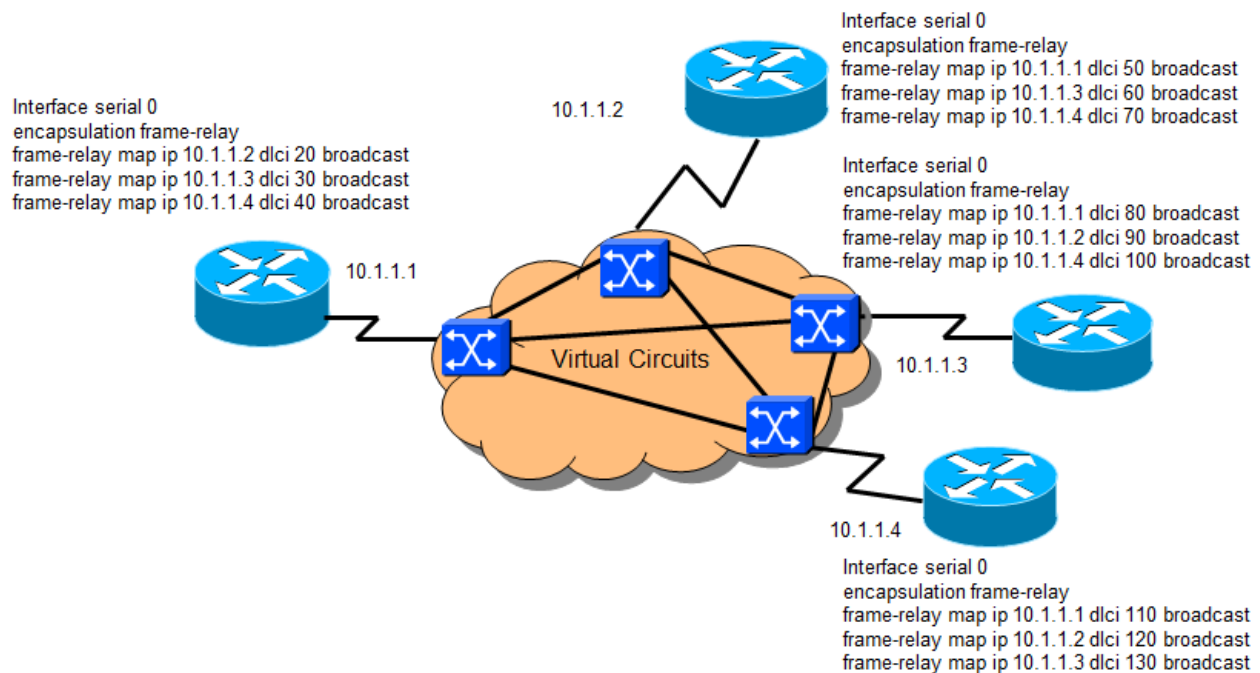 Interface serial 0
encapsulation frame-relay
frame-relay map ip 10.1.1.2 dlci 20 broadcast
frame-relay map ip 10.1.1.3 dlci 30 broadcast
frame-relay map ip 10.1.1.4 dlci 40 broadcast
10.1.1.1
10.1.1.2
Interface serial 0
encapsulation frame-relay
frame-relay map ip 10.1.1.1 dlci 50 broadcast
frame-relay map ip 10.1.1.3 dlci 60 broadcast
frame-relay map ip 10.1.1.4 dlci 70 broadcast
Interface serial 0
encapsulation frame-relay
frame-relay map ip 10.1.1.1 dlci 80 broadcast
frame-relay map ip 10.1.1.2 dlci 90 broadcast
frame-relay map ip 10.1.1.4 dlci 100 broadcast
Virtual Circuits
10.1.1.3
10.1.1.4
Interface serial 0
encapsulation frame-relay
frame-relay map ip 10.1.1.1 dlci 110 broadcast
frame-relay map ip 10.1.1.2 dlci 120 broadcast
frame-relay map ip 10.1.1.3 dlci 130 broadcast